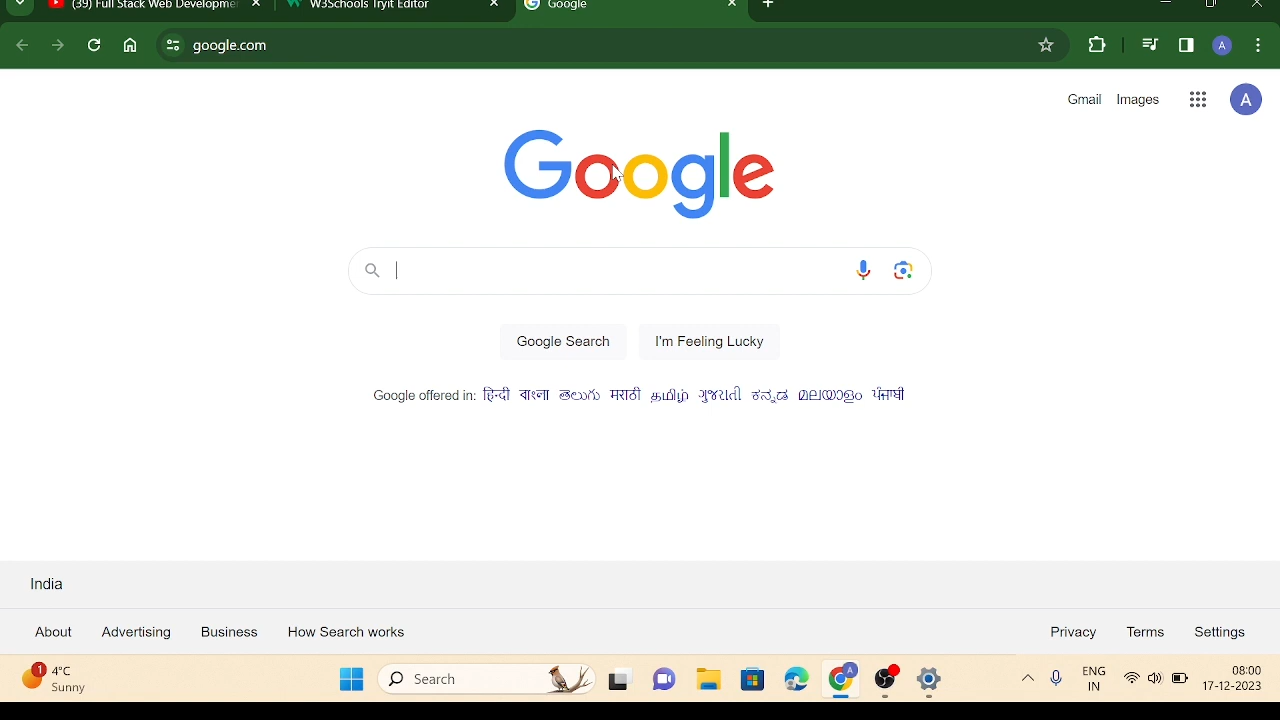 (39) Full Stack Web Developme
W3Schools Tryit Editor
Google
google.com
A
Gmail
Images
A
Google
Google Search
I'm Feeling Lucky
Google offered in: हिन्दी বাংলা తెలుగు मराठी தமிழ் ગુજરાતી ಕನ್ನಡ മലയാളം ਪੰਜਾਬੀ
India
About
Advertising
Business
How Search works
Privacy
Terms
Settings
1
4°C
Sunny
Search
A
ENG
IN
08:00
17-12-2023